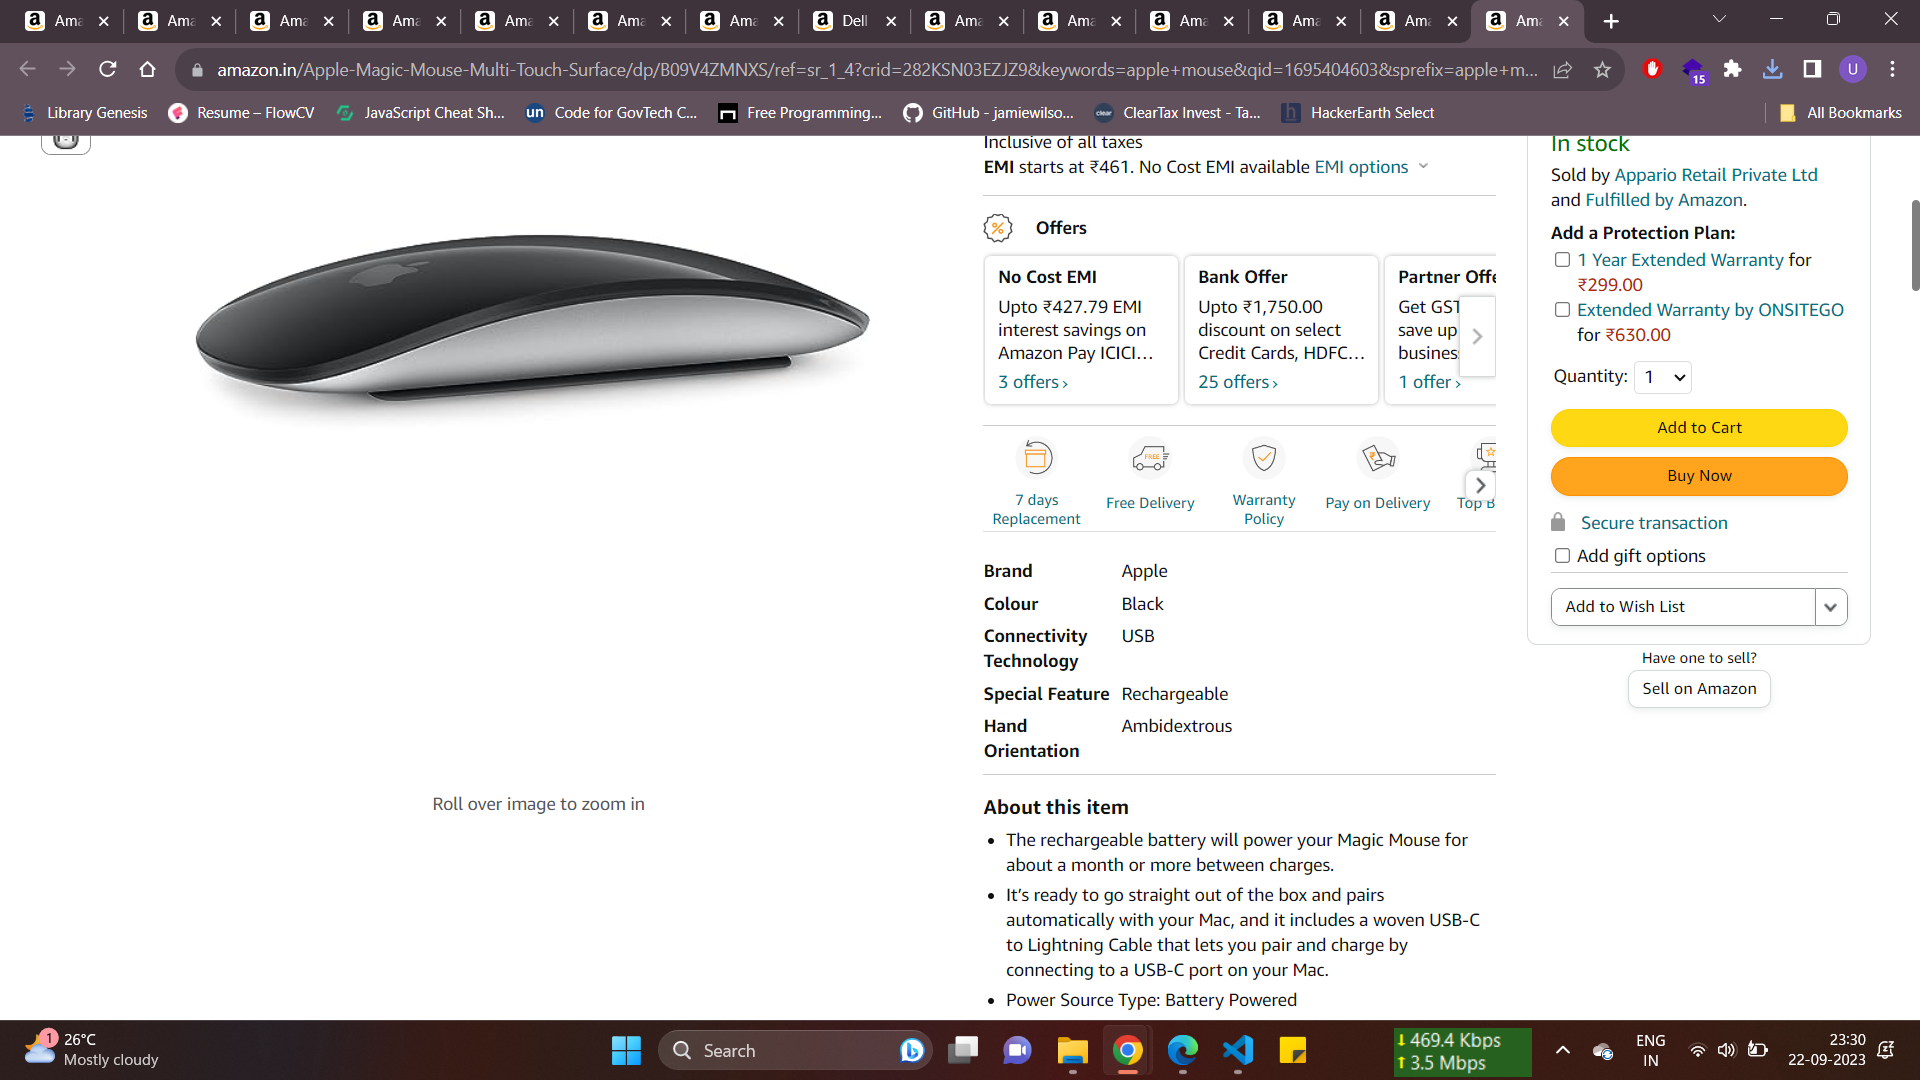 Ama
Ama
Ama
Ama
Ama
Ama
Ama
Dell
Ama
Ama
Ama
Ama
Ama
Ama
amazon.in/Apple-Magic-Mouse-Multi-Touch-Surface/dp/B09V4ZMNXS/ref=sr_1_4?crid=282KSN03EZJZ9&keywords=apple+mouse&qid=1695404603&sprefix=apple+m...
15
U
Library Genesis
Resume – FlowCV
JavaScript Cheat Sh...
un
Code for GovTech C...
Free Programming...
GitHub - jamiewilso...
clear
ClearTax Invest - Ta...
h
HackerEarth Select
All Bookmarks
Inclusive of all taxes
EMI starts at ₹461. No Cost EMI available EMI options
Offers
No Cost EMI
Upto ₹427.79 EMI
interest savings on
Amazon Pay ICICI…
3 offers ›
Bank Offer
Upto ₹1,750.00
discount on select
Credit Cards, HDFC…
25 offers ›
Partner Offe
Get GST
save up
busines
1 offer ›
7 days
Replacement
FREE
Free Delivery
Warranty
Policy
Pay on Delivery
Top B
Brand Apple
Colour Black
Connectivity USB
Technology
Special Feature Rechargeable
Hand Ambidextrous
Orientation
About this item
• The rechargeable battery will power your Magic Mouse for
about a month or more between charges.
• It’s ready to go straight out of the box and pairs
automatically with your Mac, and it includes a woven USB-C
to Lightning Cable that lets you pair and charge by
connecting to a USB-C port on your Mac.
• Power Source Type: Battery Powered
Roll over image to zoom in
In stock
Sold by Appario Retail Private Ltd
and Fulfilled by Amazon.
Add a Protection Plan:
1 Year Extended Warranty for
₹299.00
Extended Warranty by ONSITEGO
for ₹630.00
Quantity: 1
Add to Cart
Buy Now
Secure transaction
Add gift options
Add to Wish List
Have one to sell?
Sell on Amazon
1
26°C
Mostly cloudy
Search
469.4 Kbps
3.5 Mbps
ENG
IN
23:30
22-09-2023